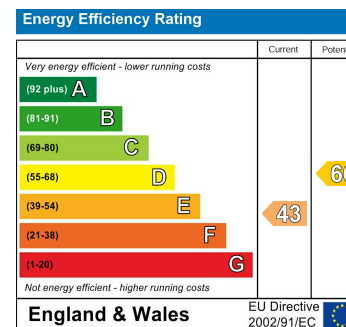 Energy Efficiency Rating
Current
Very energy efficient - lower running costs
(92 plus) A
(81-91) B
(69-80) C
(55-68) D
(39-54) E
43
(21-38) F
(1-20) G
Not energy efficient - higher running costs
England & Wales
EU Directive
2002/91/EC